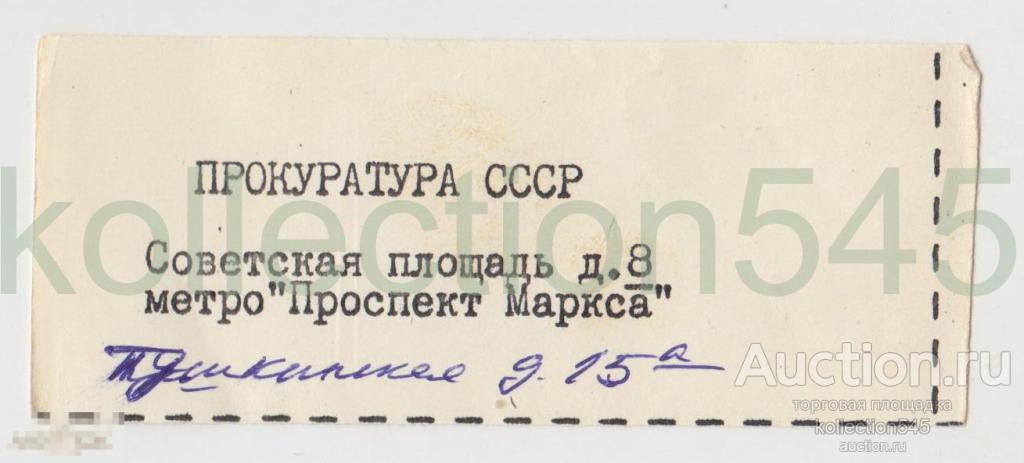 ПРОКУРАТУРА СССР
Советская площадь д.8
метро "Проспект Маркса"
Пушкинская д. 15а
kollection545
Auction.ru
торговая площадка
kollection545
auction.ru